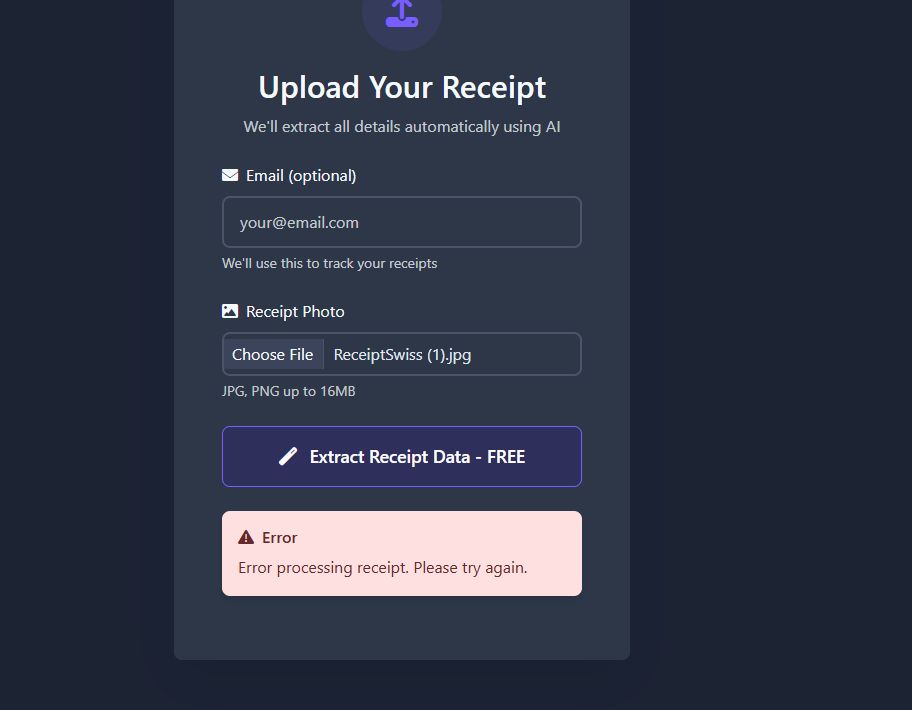 Upload Your Receipt
We'll extract all details automatically using AI
Email (optional)
your@email.com
We'll use this to track your receipts
Receipt Photo
Choose File ReceiptSwiss (1).jpg
JPG, PNG up to 16MB
Extract Receipt Data - FREE
Error
Error processing receipt. Please try again.